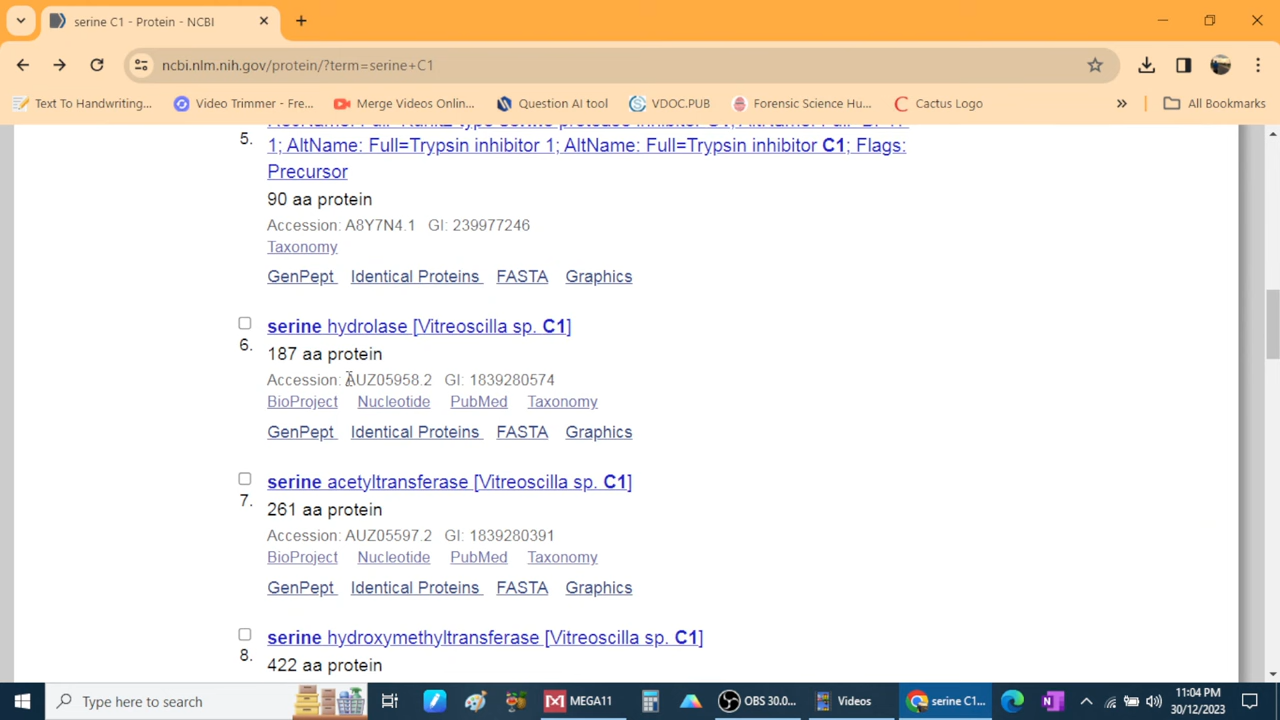 serine C1 - Protein - NCBI
ncbi.nlm.nih.gov/protein/?term=serine+C1
Text To Handwriting... Video Trimmer - Fre... Merge Videos Onlin... Question AI tool VDOC.PUB Forensic Science Hu... Cactus Logo » All Bookmarks
5.
1; AltName: Full=Trypsin inhibitor 1; AltName: Full=Trypsin inhibitor C1; Flags:
Precursor
90 aa protein
Accession: A8Y7N4.1 GI: 239977246
Taxonomy
GenPept Identical Proteins FASTA Graphics
serine hydrolase [Vitreoscilla sp. C1]
6.
187 aa protein
Accession: AUZ05958.2 GI: 1839280574
BioProject Nucleotide PubMed Taxonomy
GenPept Identical Proteins FASTA Graphics
serine acetyltransferase [Vitreoscilla sp. C1]
7.
261 aa protein
Accession: AUZ05597.2 GI: 1839280391
BioProject Nucleotide PubMed Taxonomy
GenPept Identical Proteins FASTA Graphics
serine hydroxymethyltransferase [Vitreoscilla sp. C1]
8.
422 aa protein
Type here to search
MEGA11
OBS 30.0....
Videos
serine C1...
11:04 PM
30/12/2023